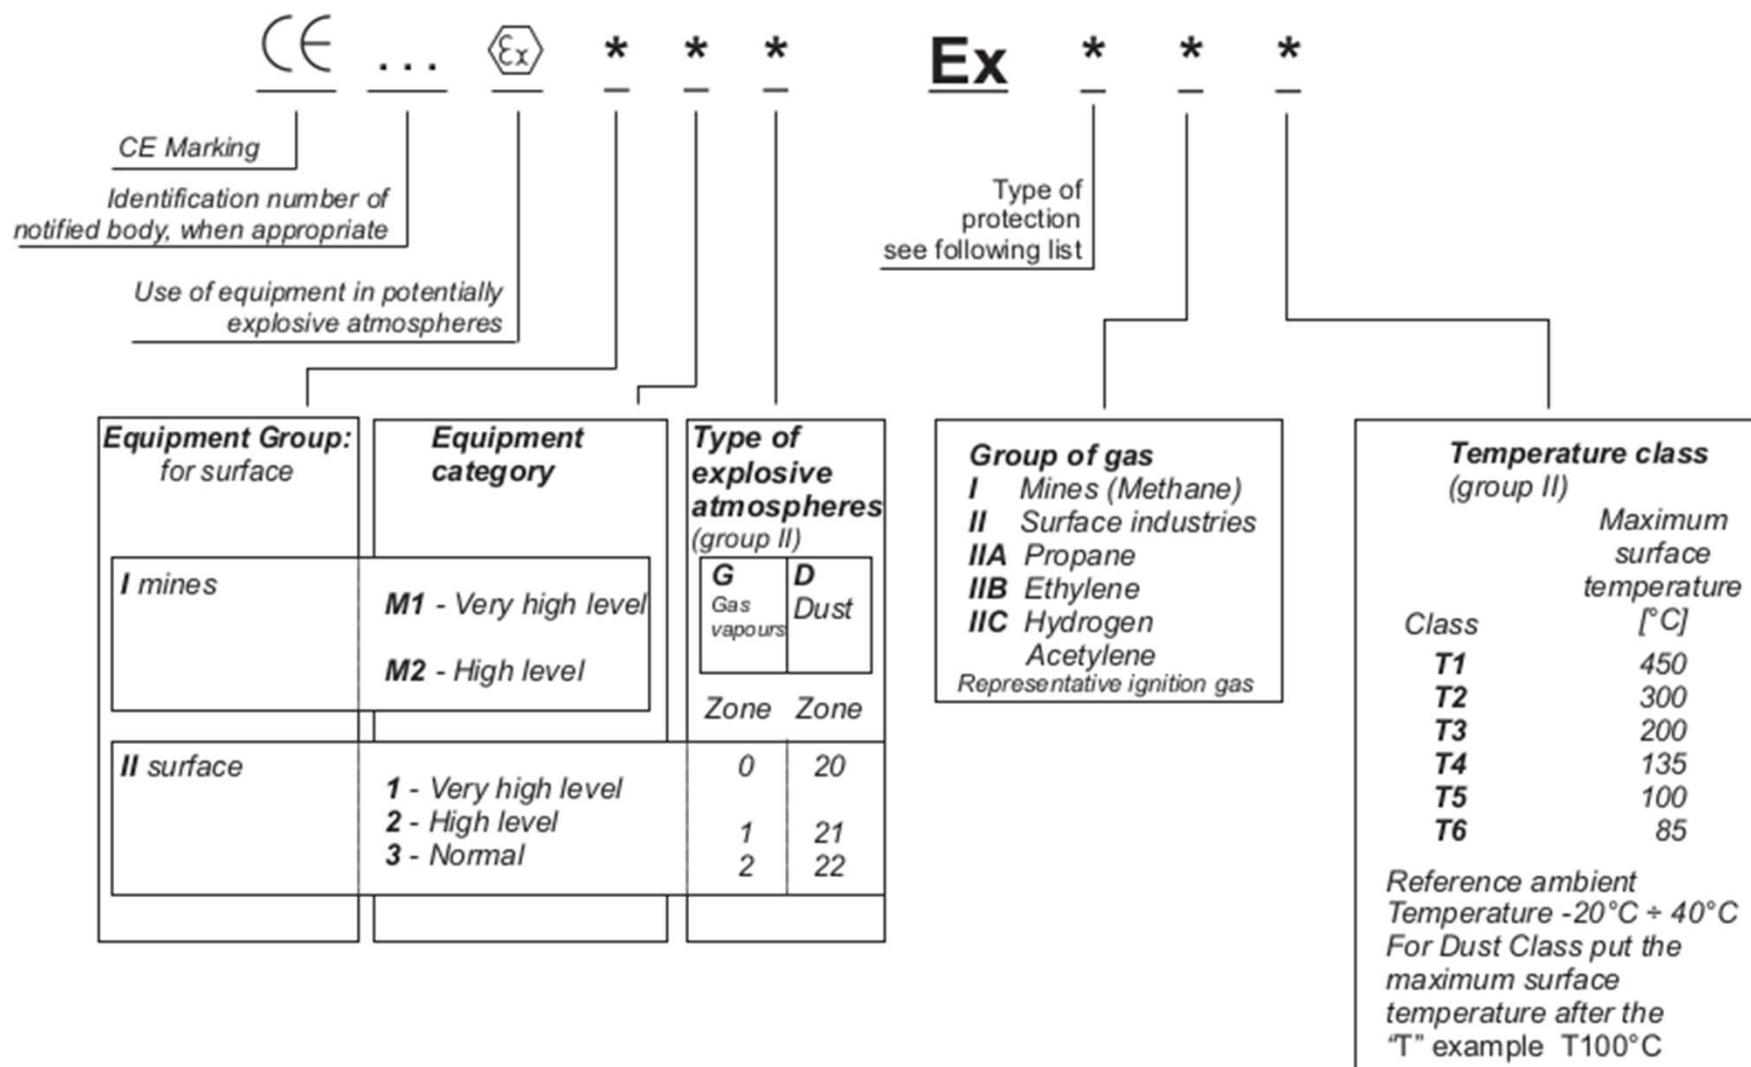 CE ... Ex * * * Ex * * *
CE Marking
Identification number of
notified body, when appropriate
Use of equipment in potentially
explosive atmospheres
Type of
protection
see following list
Equipment Group:
for surface
Equipment
category
Type of
explosive
atmospheres
(group II)
I mines
M1 - Very high level
M2 - High level
G
Gas
vapours
D
Dust
Zone Zone
II surface
1 - Very high level
2 - High level
3 - Normal
0 20
1 21
2 22
Group of gas
I Mines (Methane)
II Surface industries
IIA Propane
IIB Ethylene
IIC Hydrogen
Acetylene
Representative ignition gas
Temperature class
(group II)
Maximum
surface
temperature
Class [°C]
T1 450
T2 300
T3 200
T4 135
T5 100
T6 85
Reference ambient
Temperature -20°C ÷ 40°C
For Dust Class put the
maximum surface
temperature after the
“T” example T100°C